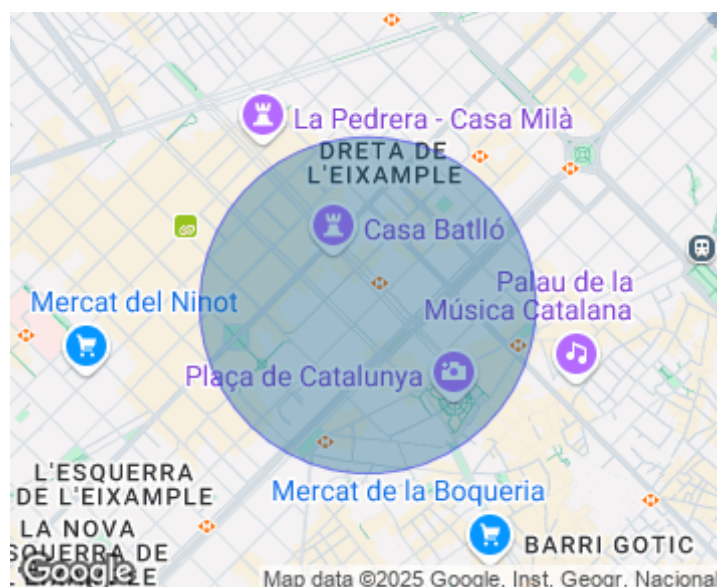 La Pedrera - Casa Milà
DRETA DE
L'EIXAMPLE
Casa Batlló
Palau de la
Música Catalana
Mercat del Ninot
Plaça de Catalunya
L'ESQUERRA
DE L'EIXAMPLE
Mercat de la Boqueria
LA NOVA
ESQUERRA DE
BARRI GOTIC
Google
Map data ©2025 Google, Inst. Geogr. Nacional